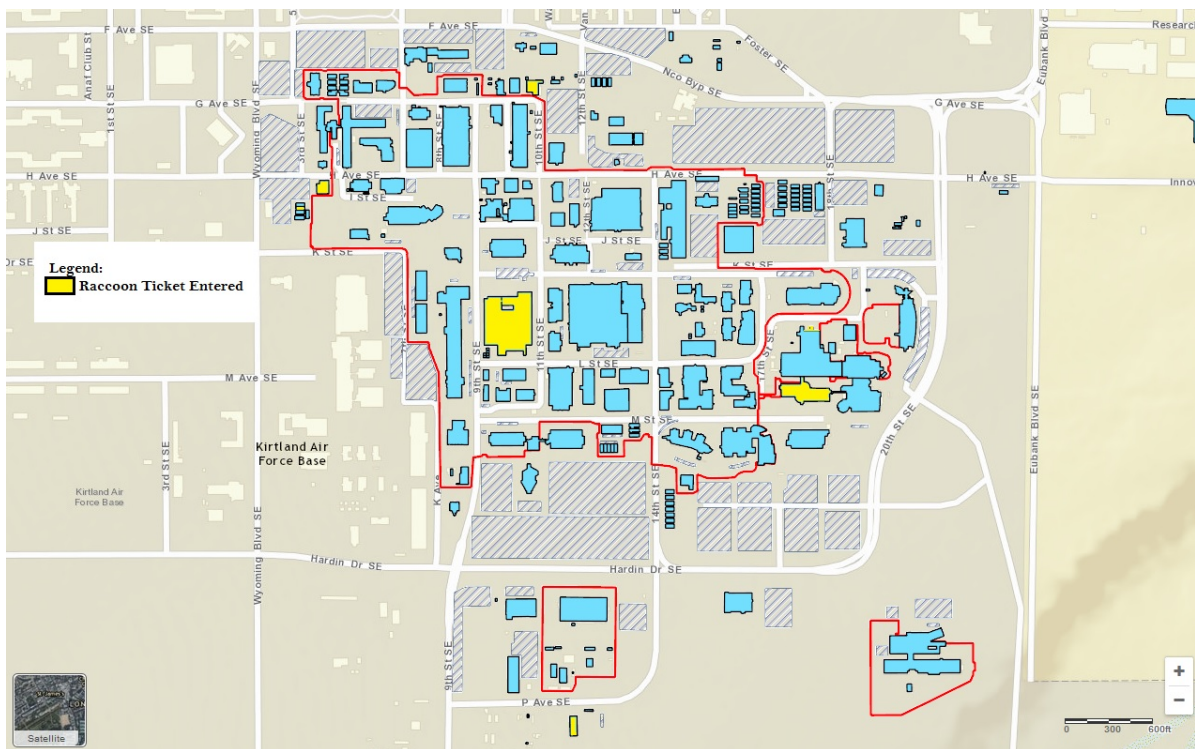 F Ave SE
F Ave SE
Foster St SE
Nco Byp SE
Eubank Blvd SE
Research
Anaf Club St
1st St SE
Wyoming Blvd SE
G Ave SE
G Ave SE
12th St SE
3rd St SE
8th St SE
10th St SE
H Ave SE
H Ave SE
H Ave SE
H Ave SE
18th St SE
Innov
I St SE
12th St SE
J St SE
J St SE
J St SE
Dr SE
K St SE
K St SE
Legend:
Raccoon Ticket Entered
9th St SE
11th St SE
L St SE
17th St SE
M Ave SE
M St SE
20th St SE
Eubank Blvd SE
Kirtland Air
Force Base
3rd St SE
Kirtland Air
Force Base
K Ave
14th St SE
Wyoming Blvd SE
Hardin Dr SE
Hardin Dr SE
9th St SE
P Ave SE
Satellite
+
−
0 300 600ft